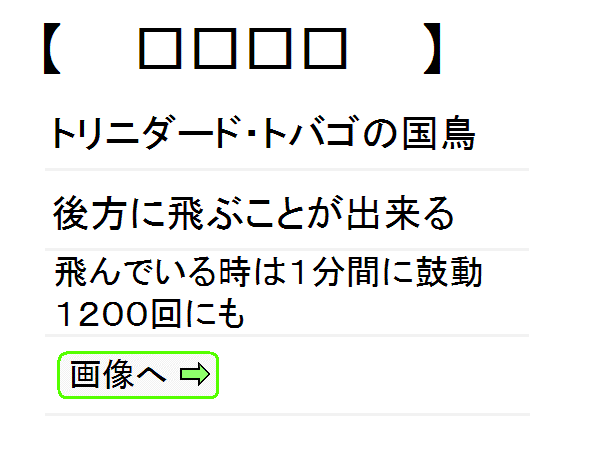 【　□□□□　】
トリニダード・トバゴの国鳥
後方に飛ぶことが出来る
飛んでいる時は１分間に鼓動
１２００回にも
画像へ ⇨